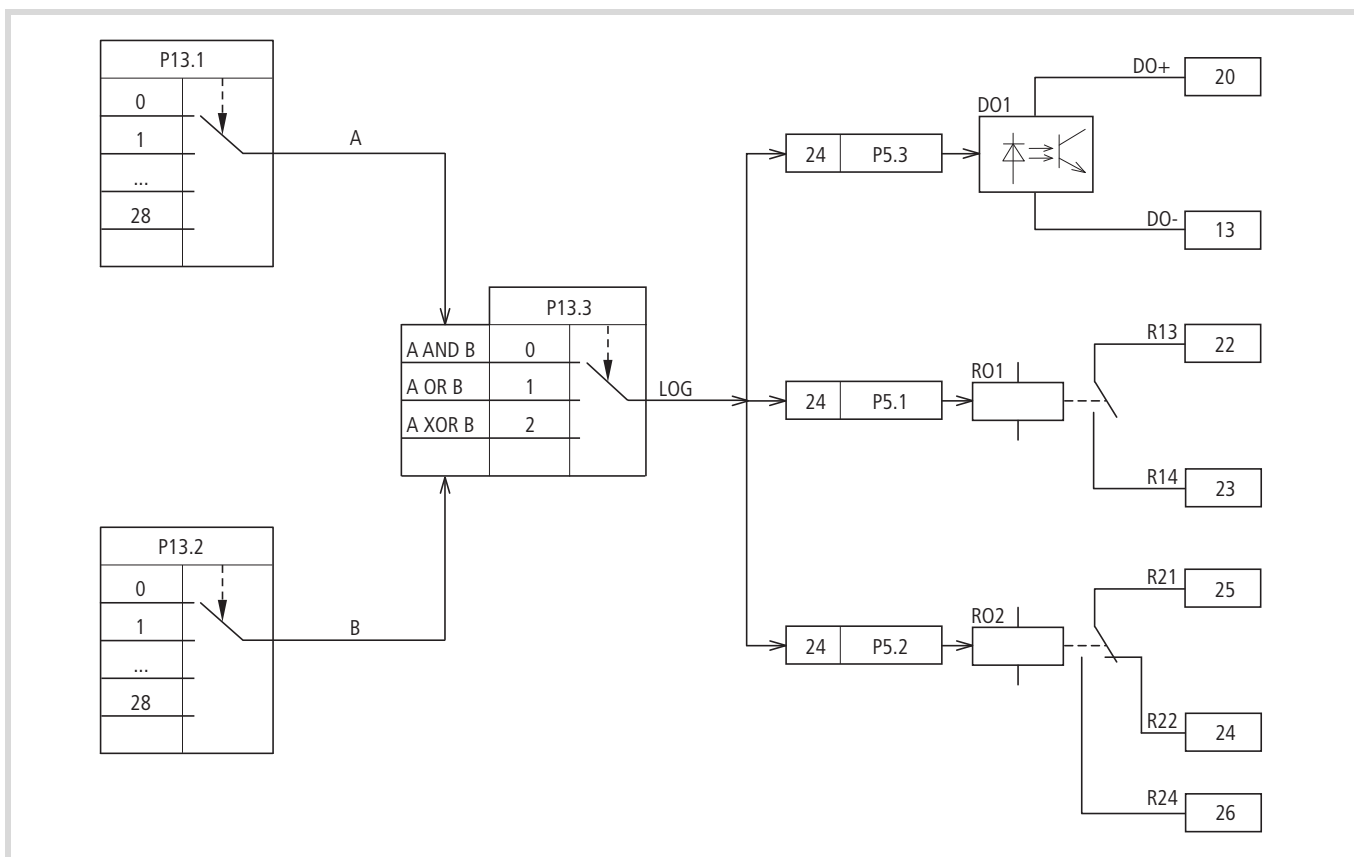 P13.1
0
1
...
28
A
P13.2
0
1
...
28
B
P13.3
A AND B 0
A OR B 1
A XOR B 2
LOG
24 P5.3
DO1
DO+ 20
DO- 13
24 P5.1
RO1
R13 22
R14 23
24 P5.2
RO2
R21 25
R22 24
R24 26